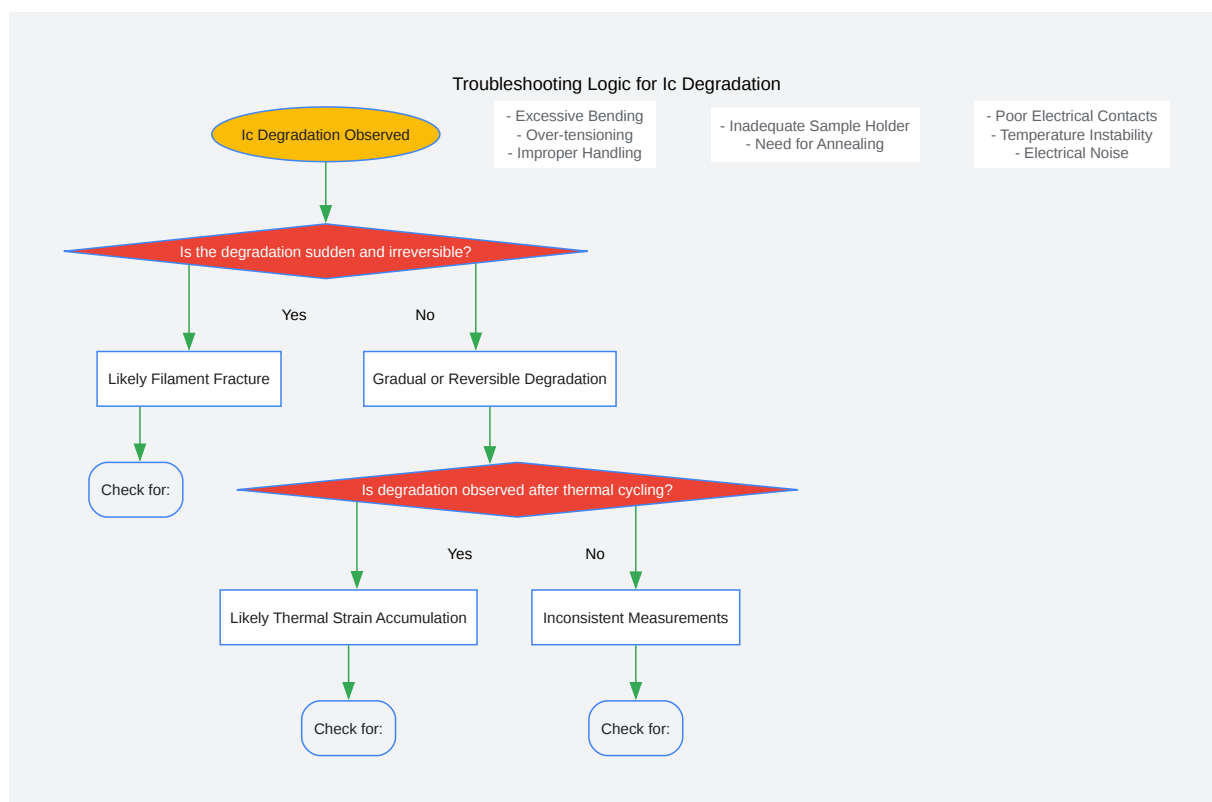 Troubleshooting Logic for Ic Degradation
Ic Degradation Observed
- Excessive Bending
- Over-tensioning
- Improper Handling
- Inadequate Sample Holder
- Need for Annealing
- Poor Electrical Contacts
- Temperature Instability
- Electrical Noise
Is the degradation sudden and irreversible?
Yes
No
Likely Filament Fracture
Gradual or Reversible Degradation
Check for:
Is degradation observed after thermal cycling?
Yes
No
Likely Thermal Strain Accumulation
Inconsistent Measurements
Check for:
Check for: